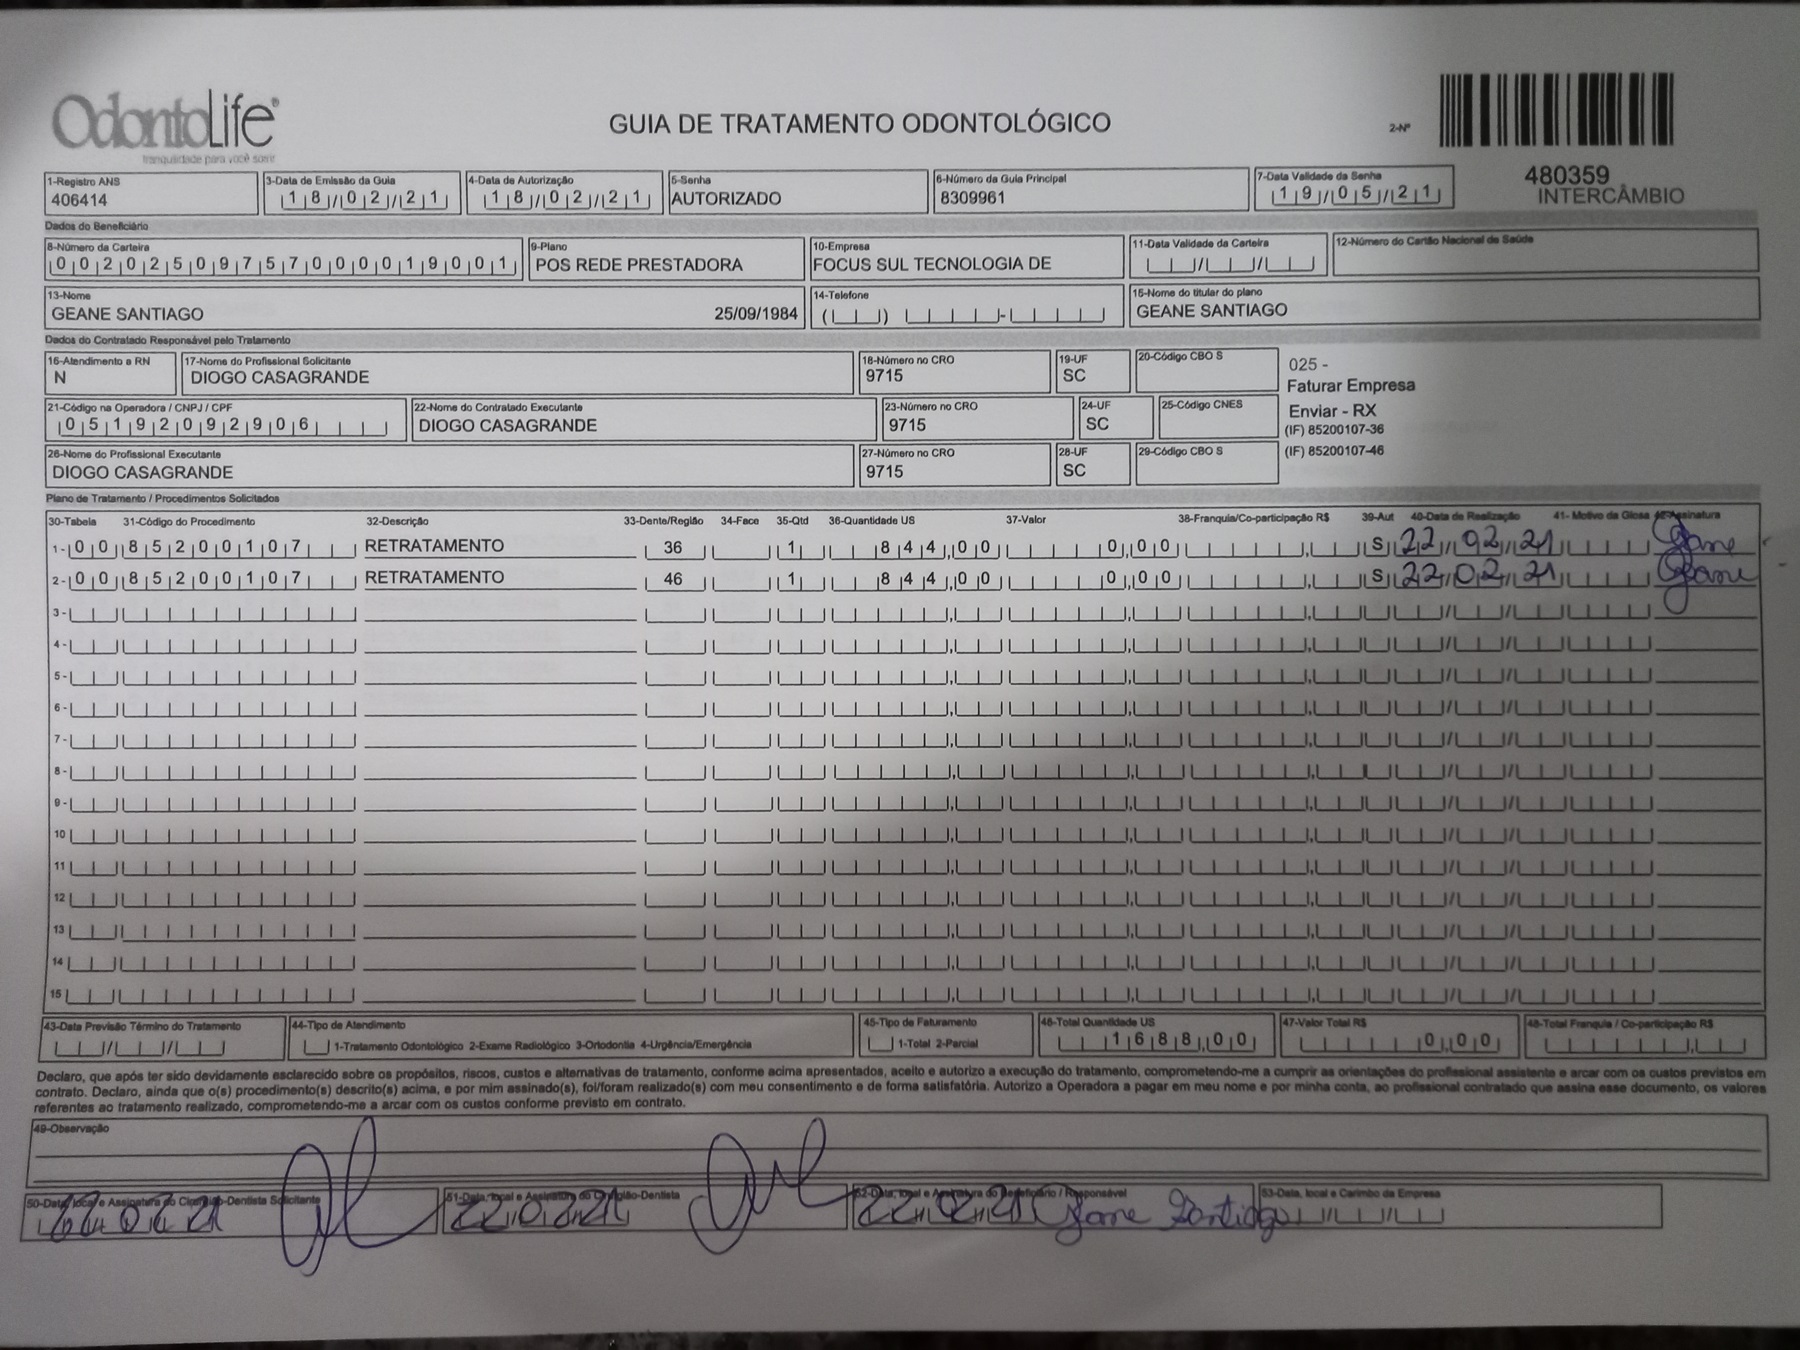 OdontoLife®
tranquilidade para você sorrir
GUIA DE TRATAMENTO ODONTOLÓGICO
2-Nº
480359
INTERCÂMBIO
1-Registro ANS 3-Data de Emissão da Guia 4-Data de Autorização 5-Senha 6-Número da Guia Principal 7-Data Validade da Senha
406414 18/02/21 18/02/21 AUTORIZADO 8309961 19/05/21
Dados do Beneficiário
8-Número da Carteira 9-Plano 10-Empresa 11-Data Validade da Carteira 12-Número do Cartão Nacional de Saúde
00202509757000019001 POS REDE PRESTADORA FOCUS SUL TECNOLOGIA DE
13-Nome 14-Telefone 15-Nome do titular do plano
GEANE SANTIAGO 25/09/1984 GEANE SANTIAGO
Dados do Contratado Responsável pelo Tratamento
16-Atendimento a RN 17-Nome do Profissional Solicitante 18-Número no CRO 19-UF 20-Código CBO S
N DIOGO CASAGRANDE 9715 SC
025 -
Faturar Empresa
Enviar - RX
(IF) 85200107-36
(IF) 85200107-46
21-Código na Operadora / CNPJ / CPF 22-Nome do Contratado Executante 23-Número no CRO 24-UF 25-Código CNES
05192092906 DIOGO CASAGRANDE 9715 SC
26-Nome do Profissional Executante 27-Número no CRO 28-UF 29-Código CBO S
DIOGO CASAGRANDE 9715 SC
Plano de Tratamento / Procedimentos Solicitados
30-Tabela 31-Código do Procedimento 32-Descrição 33-Dente/Região 34-Face 35-Qtd 36-Quantidade US 37-Valor 38-Franquia/Co-participação R$ 39-Aut 40-Data de Realização 41- Motivo da Glosa 42-Assinatura
1- 00 85200107 RETRATAMENTO 36 1 844,00 0,00 S 22/02/21 Geane
2- 00 85200107 RETRATAMENTO 46 1 844,00 0,00 S 22/02/21 Geane
3-
4-
5-
6-
7-
8-
9-
10
11
12
13
14
15
43-Data Previsão Término do Tratamento 44-Tipo de Atendimento 45-Tipo de Faturamento 46-Total Quantidade US 47-Valor Total R$ 48-Total Franquia / Co-participação R$
1-Tratamento Odontológico 2-Exame Radiológico 3-Ortodontia 4-Urgência/Emergência 1-Total 2-Parcial 1688,00 0,00
Declaro, que após ter sido devidamente esclarecido sobre os propósitos, riscos, custos e alternativas de tratamento, conforme acima apresentados, aceito e autorizo a execução do tratamento, comprometendo-me a cumprir as orientações do profissional assistente e arcar com os custos previstos em
contrato. Declaro, ainda que o(s) procedimento(s) descrito(s) acima, e por mim assinado(s), foi/foram realizado(s) com meu consentimento e de forma satisfatória. Autorizo a Operadora a pagar em meu nome e por minha conta, ao profissional contratado que assina esse documento, os valores
referentes ao tratamento realizado, comprometendo-me a arcar com os custos conforme previsto em contrato.
49-Observação
50-Data, local e Assinatura do Cirurgião-Dentista Solicitante 51-Data, local e Assinatura do Cirurgião-Dentista 52-Data, local e Assinatura do Beneficiário / Responsável 53-Data, local e Carimbo da Empresa
22/02/21 22/02/21 22/02/21 Geane Santiago